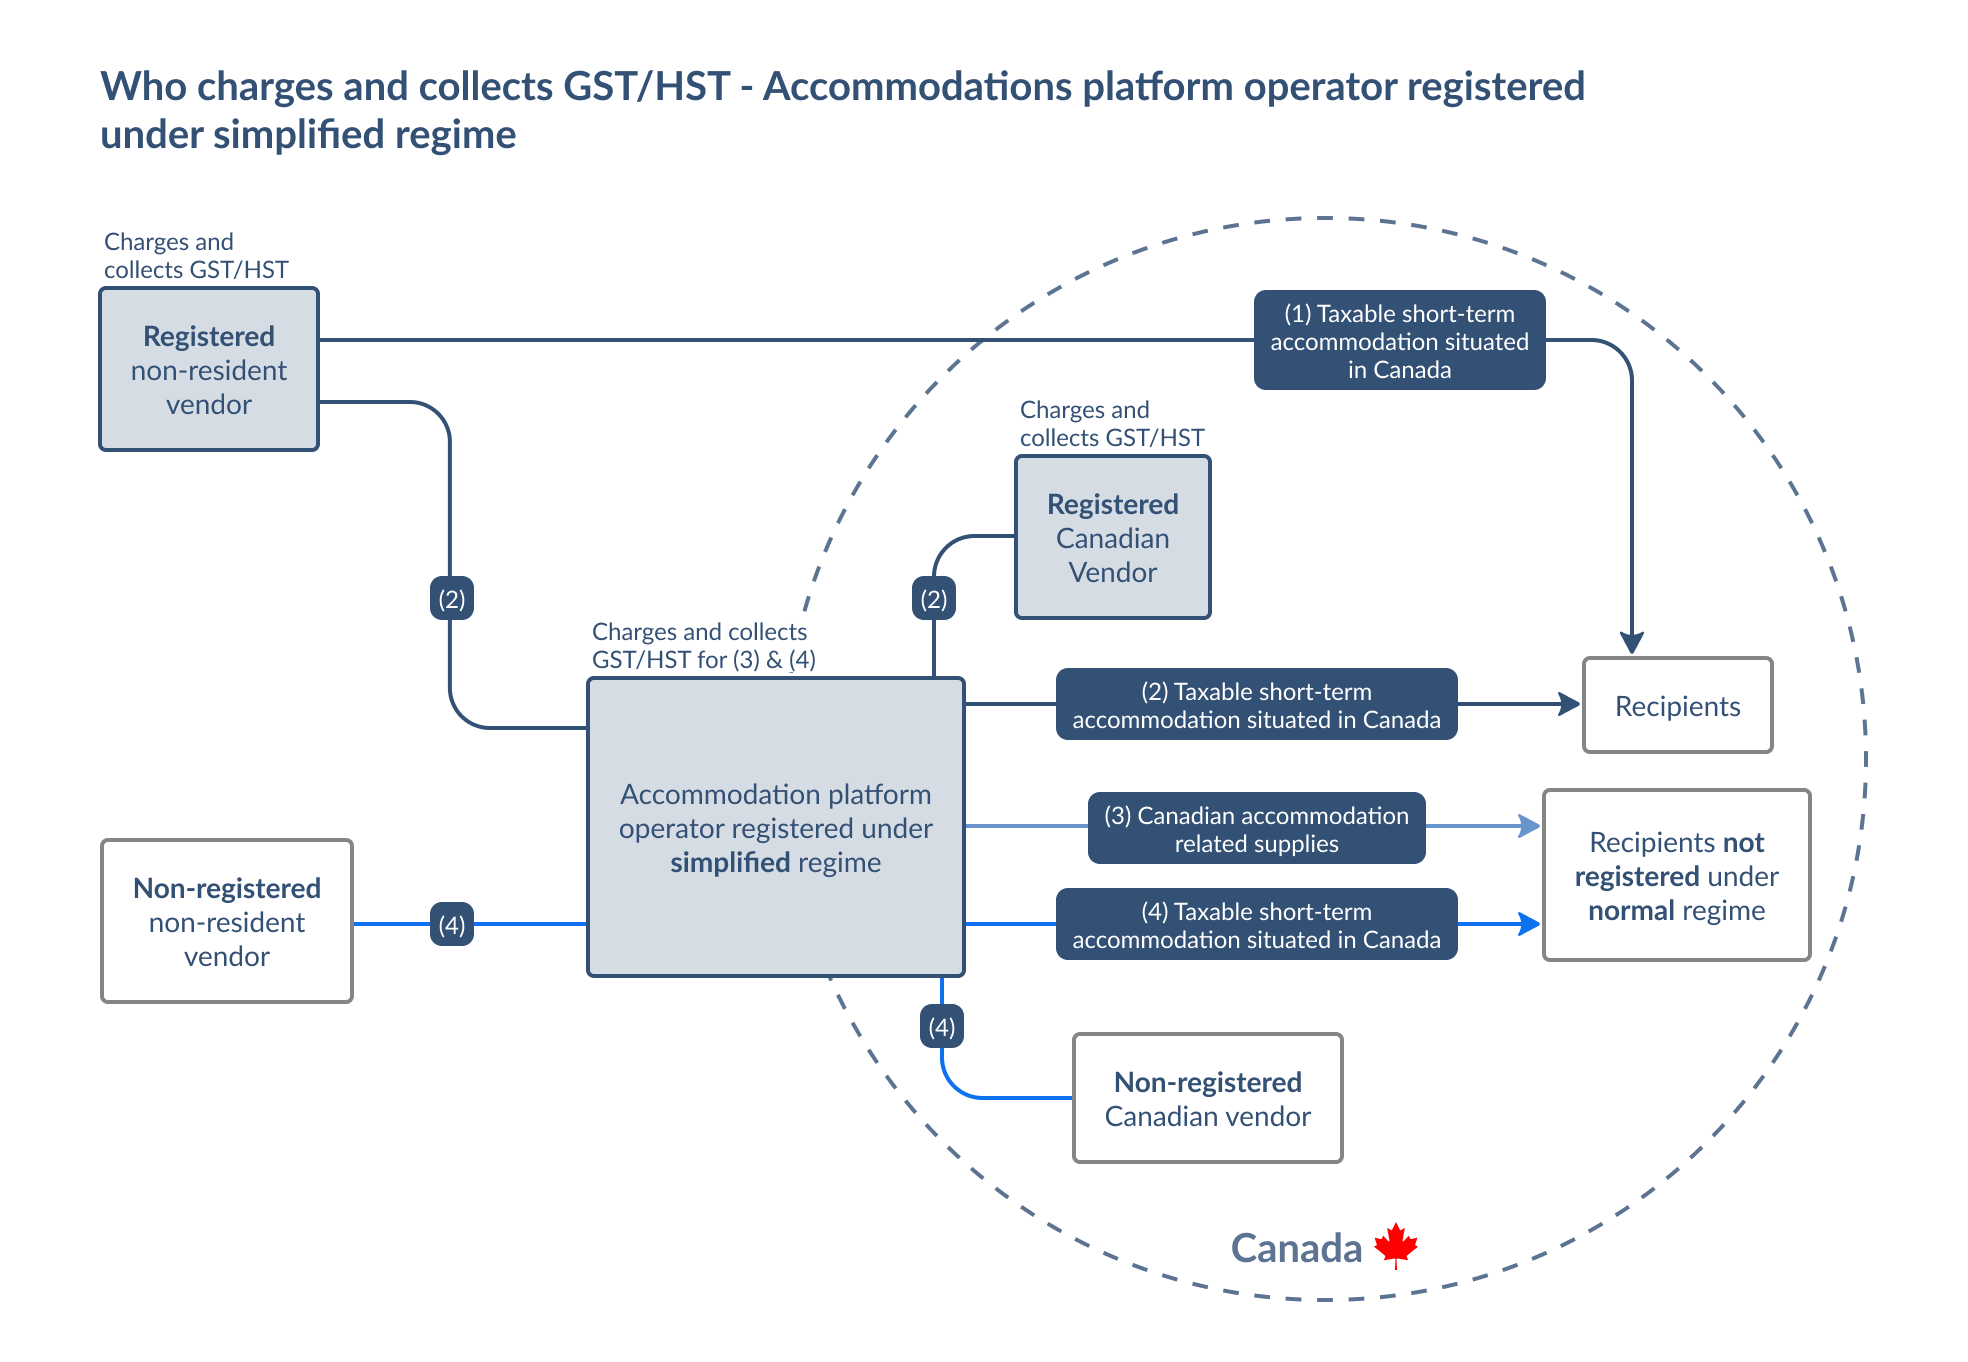 Who charges and collects GST/HST - Accommodations platform operator registered
under simplified regime
Charges and
collects GST/HST
Registered
non-resident
vendor
(1) Taxable short-term
accommodation situated
in Canada
Charges and
collects GST/HST
Registered
Canadian
Vendor
(2)
(2)
Charges and collects
GST/HST for (3) & (4)
Accommodation platform
operator registered under
simplified regime
(2) Taxable short-term
accommodation situated in Canada
Recipients
(3) Canadian accommodation
related supplies
Recipients not
registered under
normal regime
Non-registered
non-resident
vendor
(4)
(4) Taxable short-term
accommodation situated in Canada
(4)
Non-registered
Canadian vendor
Canada